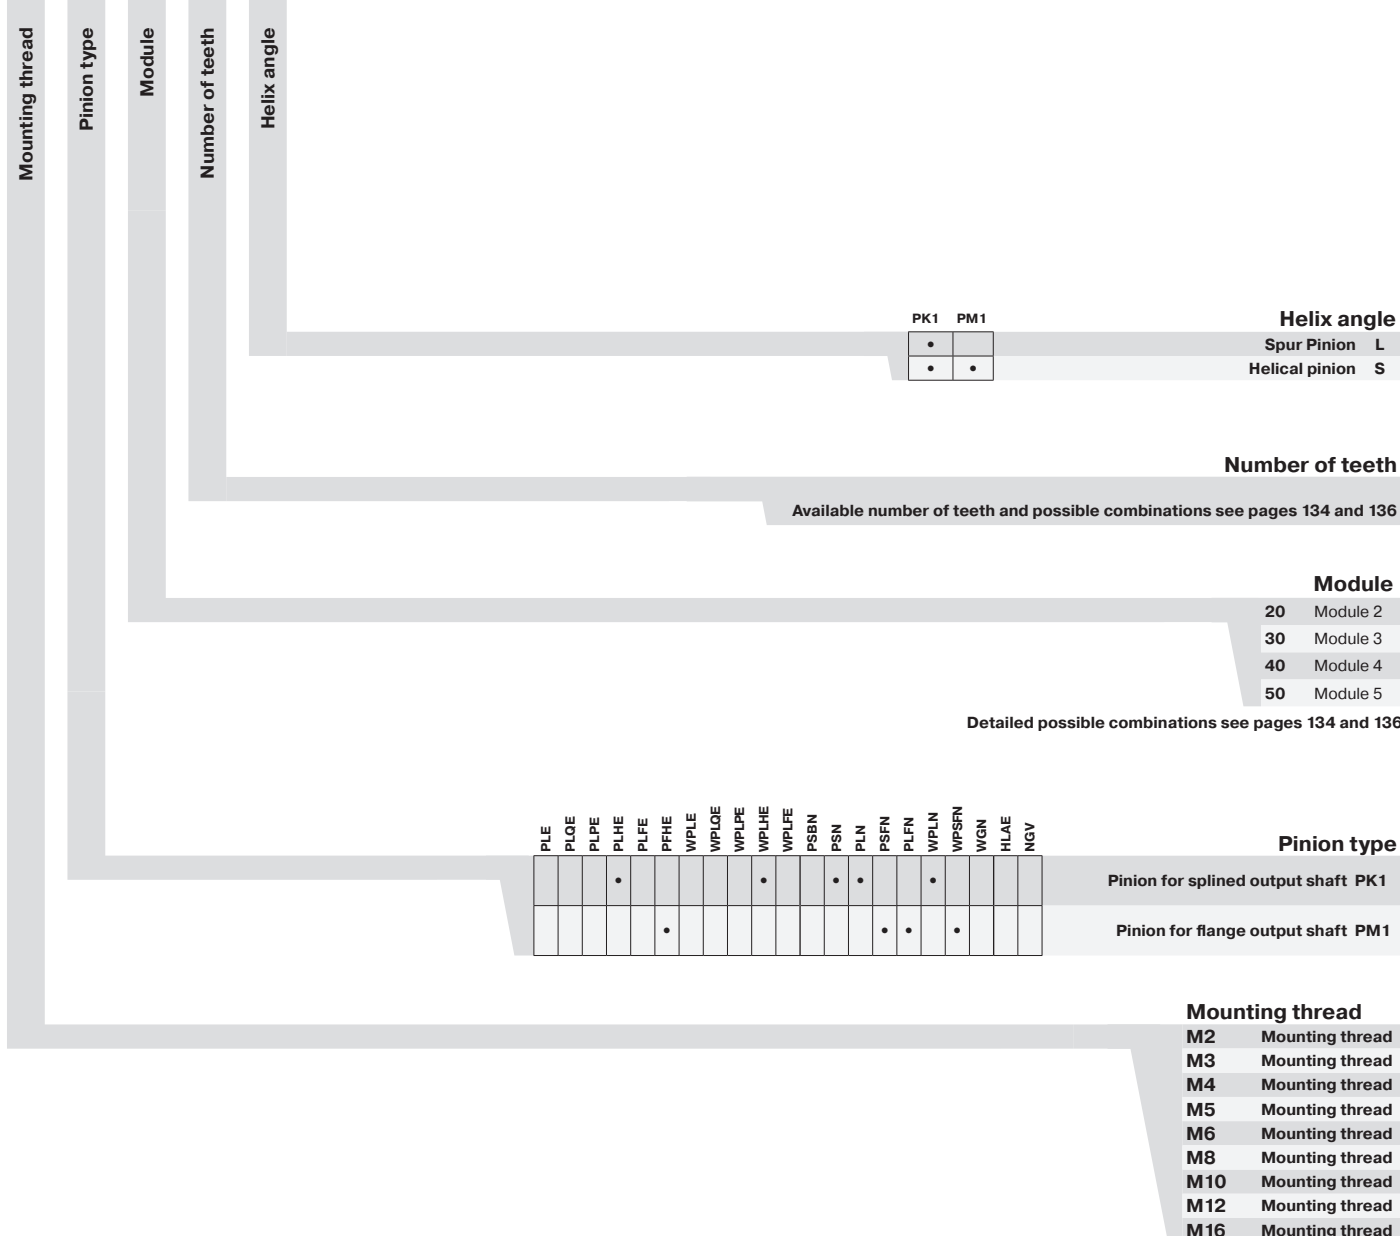 Mounting thread
Pinion type
Module
Number of teeth
Helix angle
PK1 PM1 Helix angle
• Spur Pinion L
• • Helical pinion S
Number of teeth
Available number of teeth and possible combinations see pages 134 and 136
Module
20 Module 2
30 Module 3
40 Module 4
50 Module 5
Detailed possible combinations see pages 134 and 136
PLE
PLQE
PLPE
PLHE
PLFE
PFHE
WPLE
WPLQE
WPLPE
WPLHE
WPLFE
PSBN
PSN
PLN
PSFN
PLFN
WPLN
WPSFN
WGN
HLAE
NGV
Pinion type
• • • • • Pinion for splined output shaft PK1
• • • • Pinion for flange output shaft PM1
Mounting thread
M2 Mounting thread
M3 Mounting thread
M4 Mounting thread
M5 Mounting thread
M6 Mounting thread
M8 Mounting thread
M10 Mounting thread
M12 Mounting thread
M16 Mounting thread